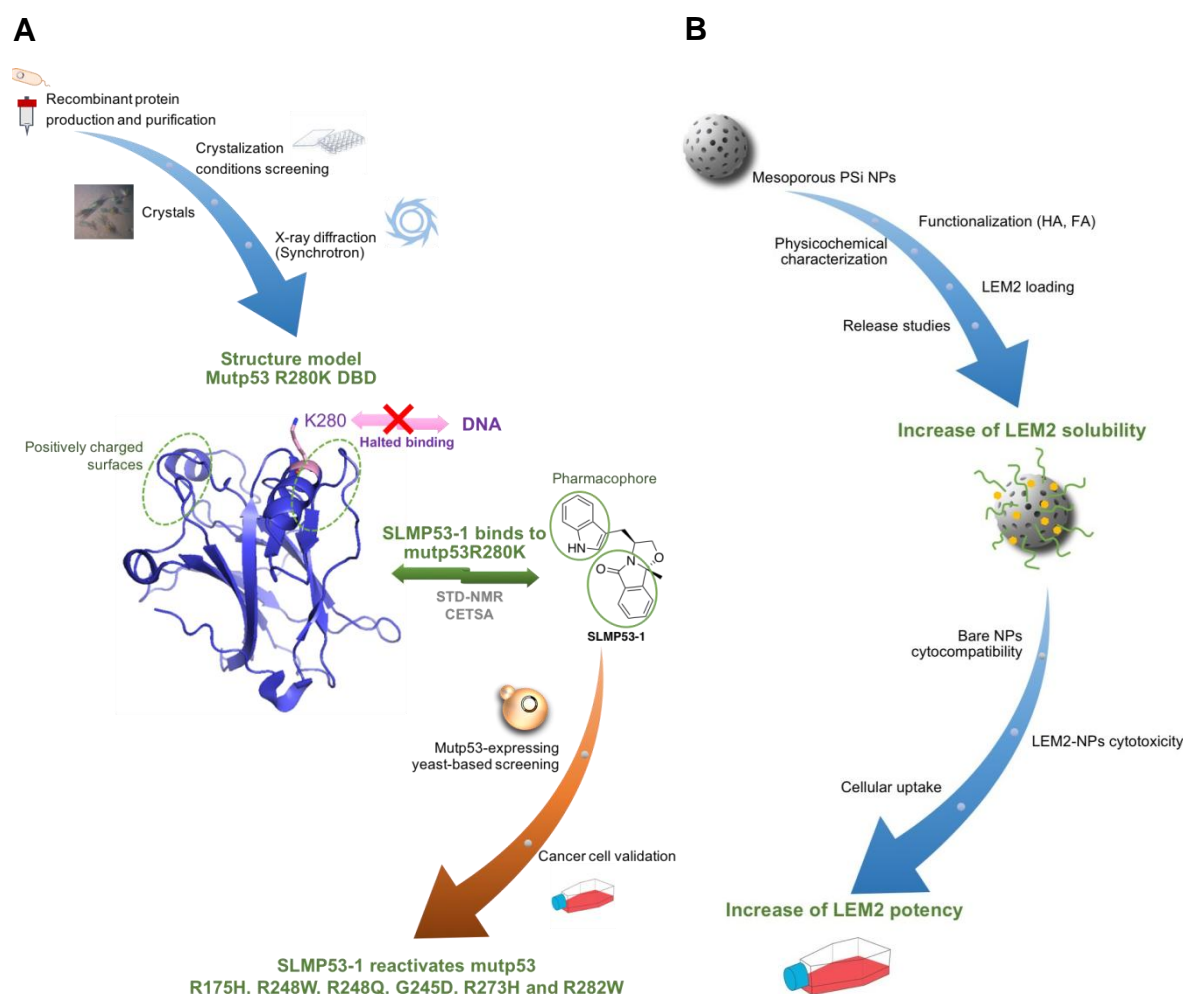 A
Recombinant protein
production and purification
Crystalization
conditions screening
Crystals
X-ray diffraction
(Synchrotron)
Structure model
Mutp53 R280K DBD
K280
DNA
Halted binding
Positively charged
surfaces
Pharmacophore
SLMP53-1 binds to
mutp53R280K
STD-NMR
CETSA
HN
N
O
O
SLMP53-1
Mutp53-expressing
yeast-based screening
Cancer cell validation
SLMP53-1 reactivates mutp53
R175H, R248W, R248Q, G245D, R273H and R282W
B
Mesoporous PSi NPs
Functionalization (HA, FA)
Physicochemical
characterization
LEM2 loading
Release studies
Increase of LEM2 solubility
Bare NPs
cytocompatibility
LEM2-NPs cytotoxicity
Cellular uptake
Increase of LEM2 potency